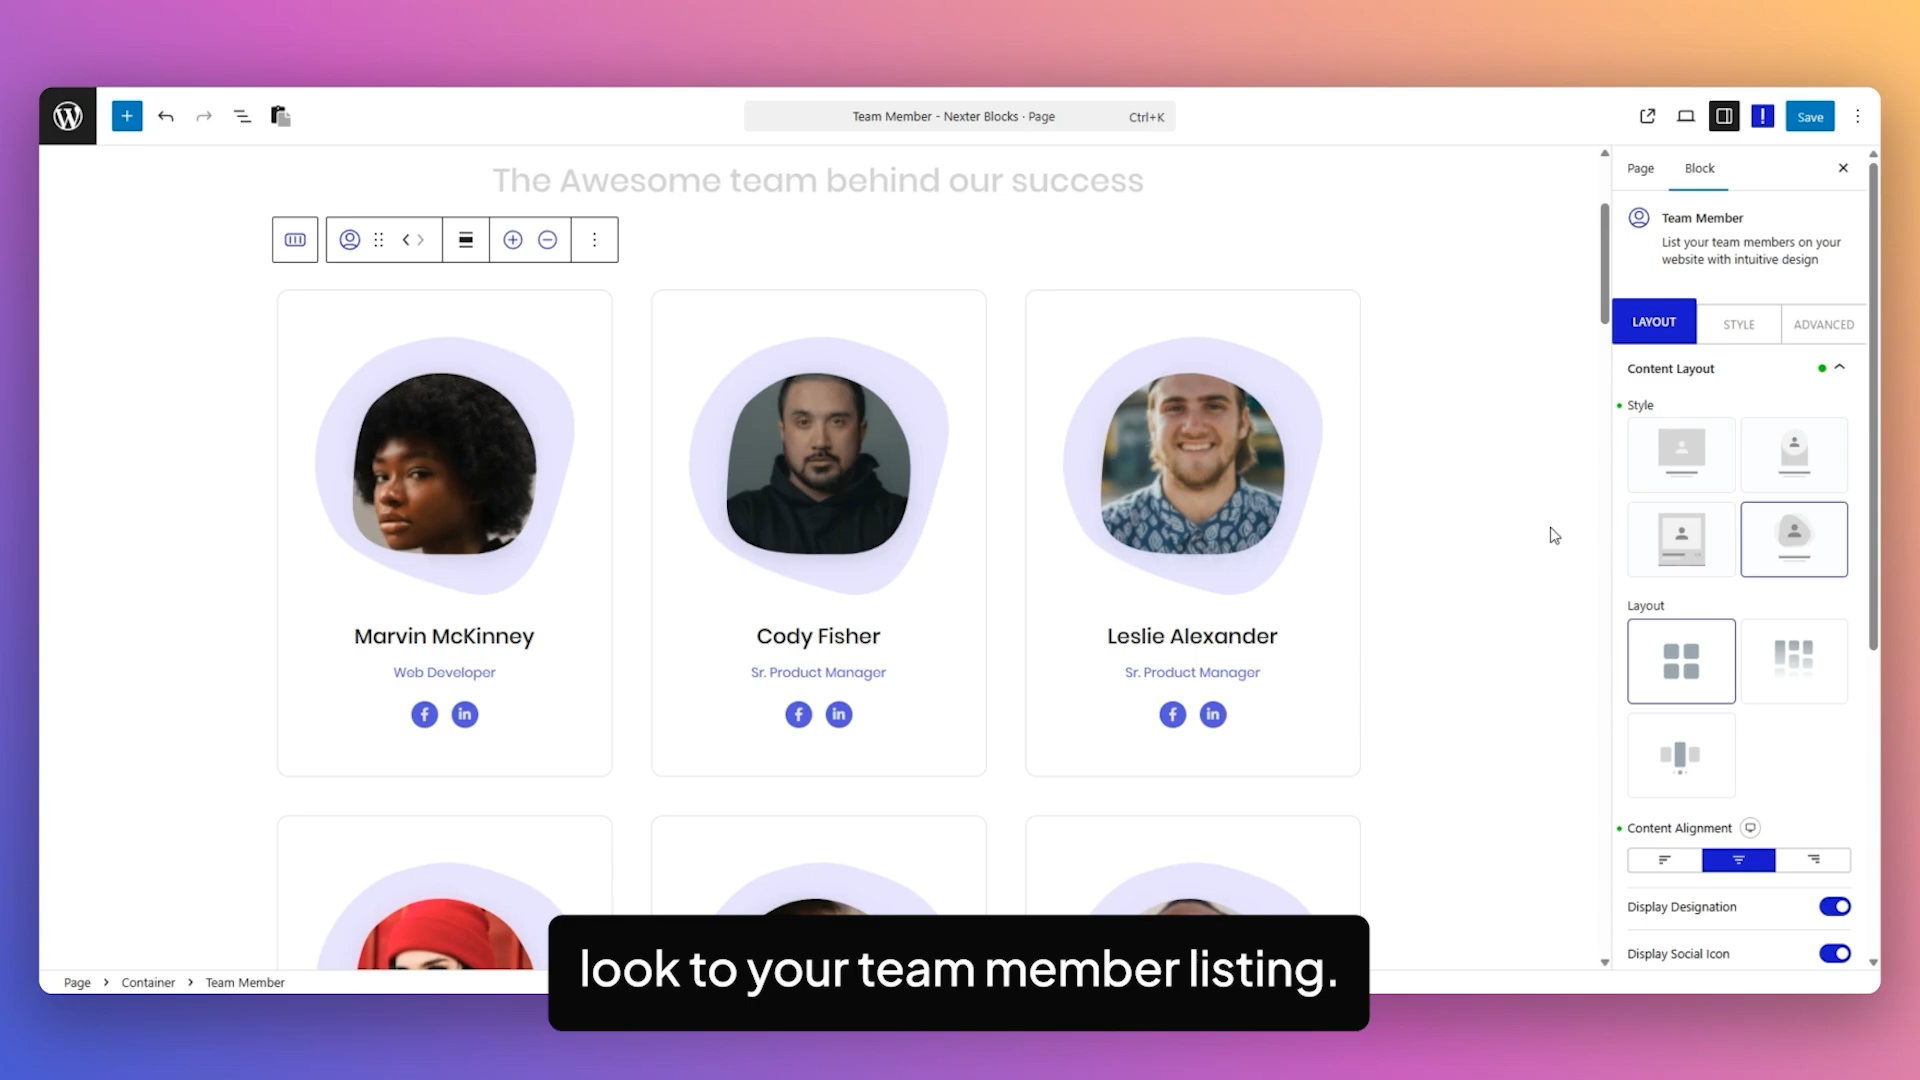 Team Member - Nexter Blocks · Page Ctrl+K
Save
The Awesome team behind our success
Page Block
Team Member
List your team members on your
website with intuitive design
LAYOUT STYLE ADVANCED
Content Layout
Style
Layout
Content Alignment
Display Designation
Display Social Icon
Marvin McKinney
Web Developer
Cody Fisher
Sr. Product Manager
Leslie Alexander
Sr. Product Manager
Page > Container > Team Member
look to your team member listing.